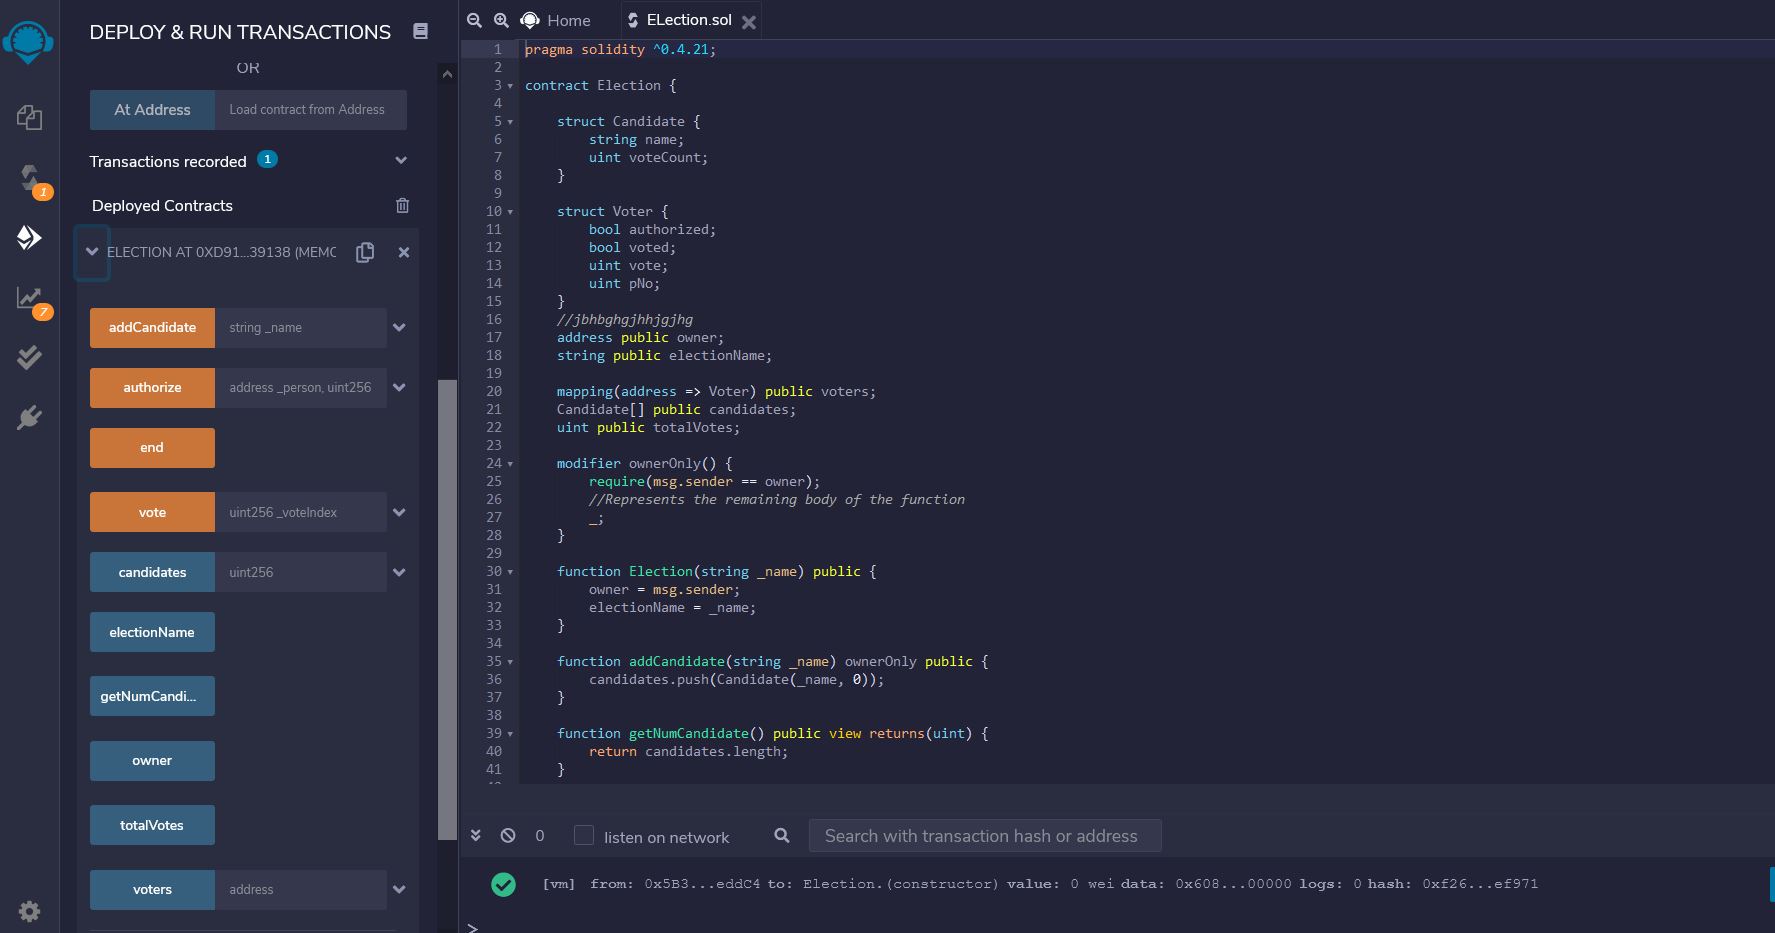 DEPLOY & RUN TRANSACTIONS
OR
At Address Load contract from Address
Transactions recorded 1
Deployed Contracts
ELECTION AT 0XD91...39138 (MEMO
addCandidate string _name
authorize address _person, uint256
end
vote uint256 _voteIndex
candidates uint256
electionName
getNumCandi...
owner
totalVotes
voters address
1
7
Home ELection.sol
1 pragma solidity ^0.4.21;
2
3 contract Election {
4
5 struct Candidate {
6 string name;
7 uint voteCount;
8 }
9
10 struct Voter {
11 bool authorized;
12 bool voted;
13 uint vote;
14 uint pNo;
15 }
16 //jbhbghgjhhjgjhg
17 address public owner;
18 string public electionName;
19
20 mapping(address => Voter) public voters;
21 Candidate[] public candidates;
22 uint public totalVotes;
23
24 modifier ownerOnly() {
25 require(msg.sender == owner);
26 //Represents the remaining body of the function
27 _;
28 }
29
30 function Election(string _name) public {
31 owner = msg.sender;
32 electionName = _name;
33 }
34
35 function addCandidate(string _name) ownerOnly public {
36 candidates.push(Candidate(_name, 0));
37 }
38
39 function getNumCandidate() public view returns(uint) {
40 return candidates.length;
41 }
0 listen on network Search with transaction hash or address
[vm] from: 0x5B3...eddC4 to: Election.(constructor) value: 0 wei data: 0x608...00000 logs: 0 hash: 0xf26...ef971
>